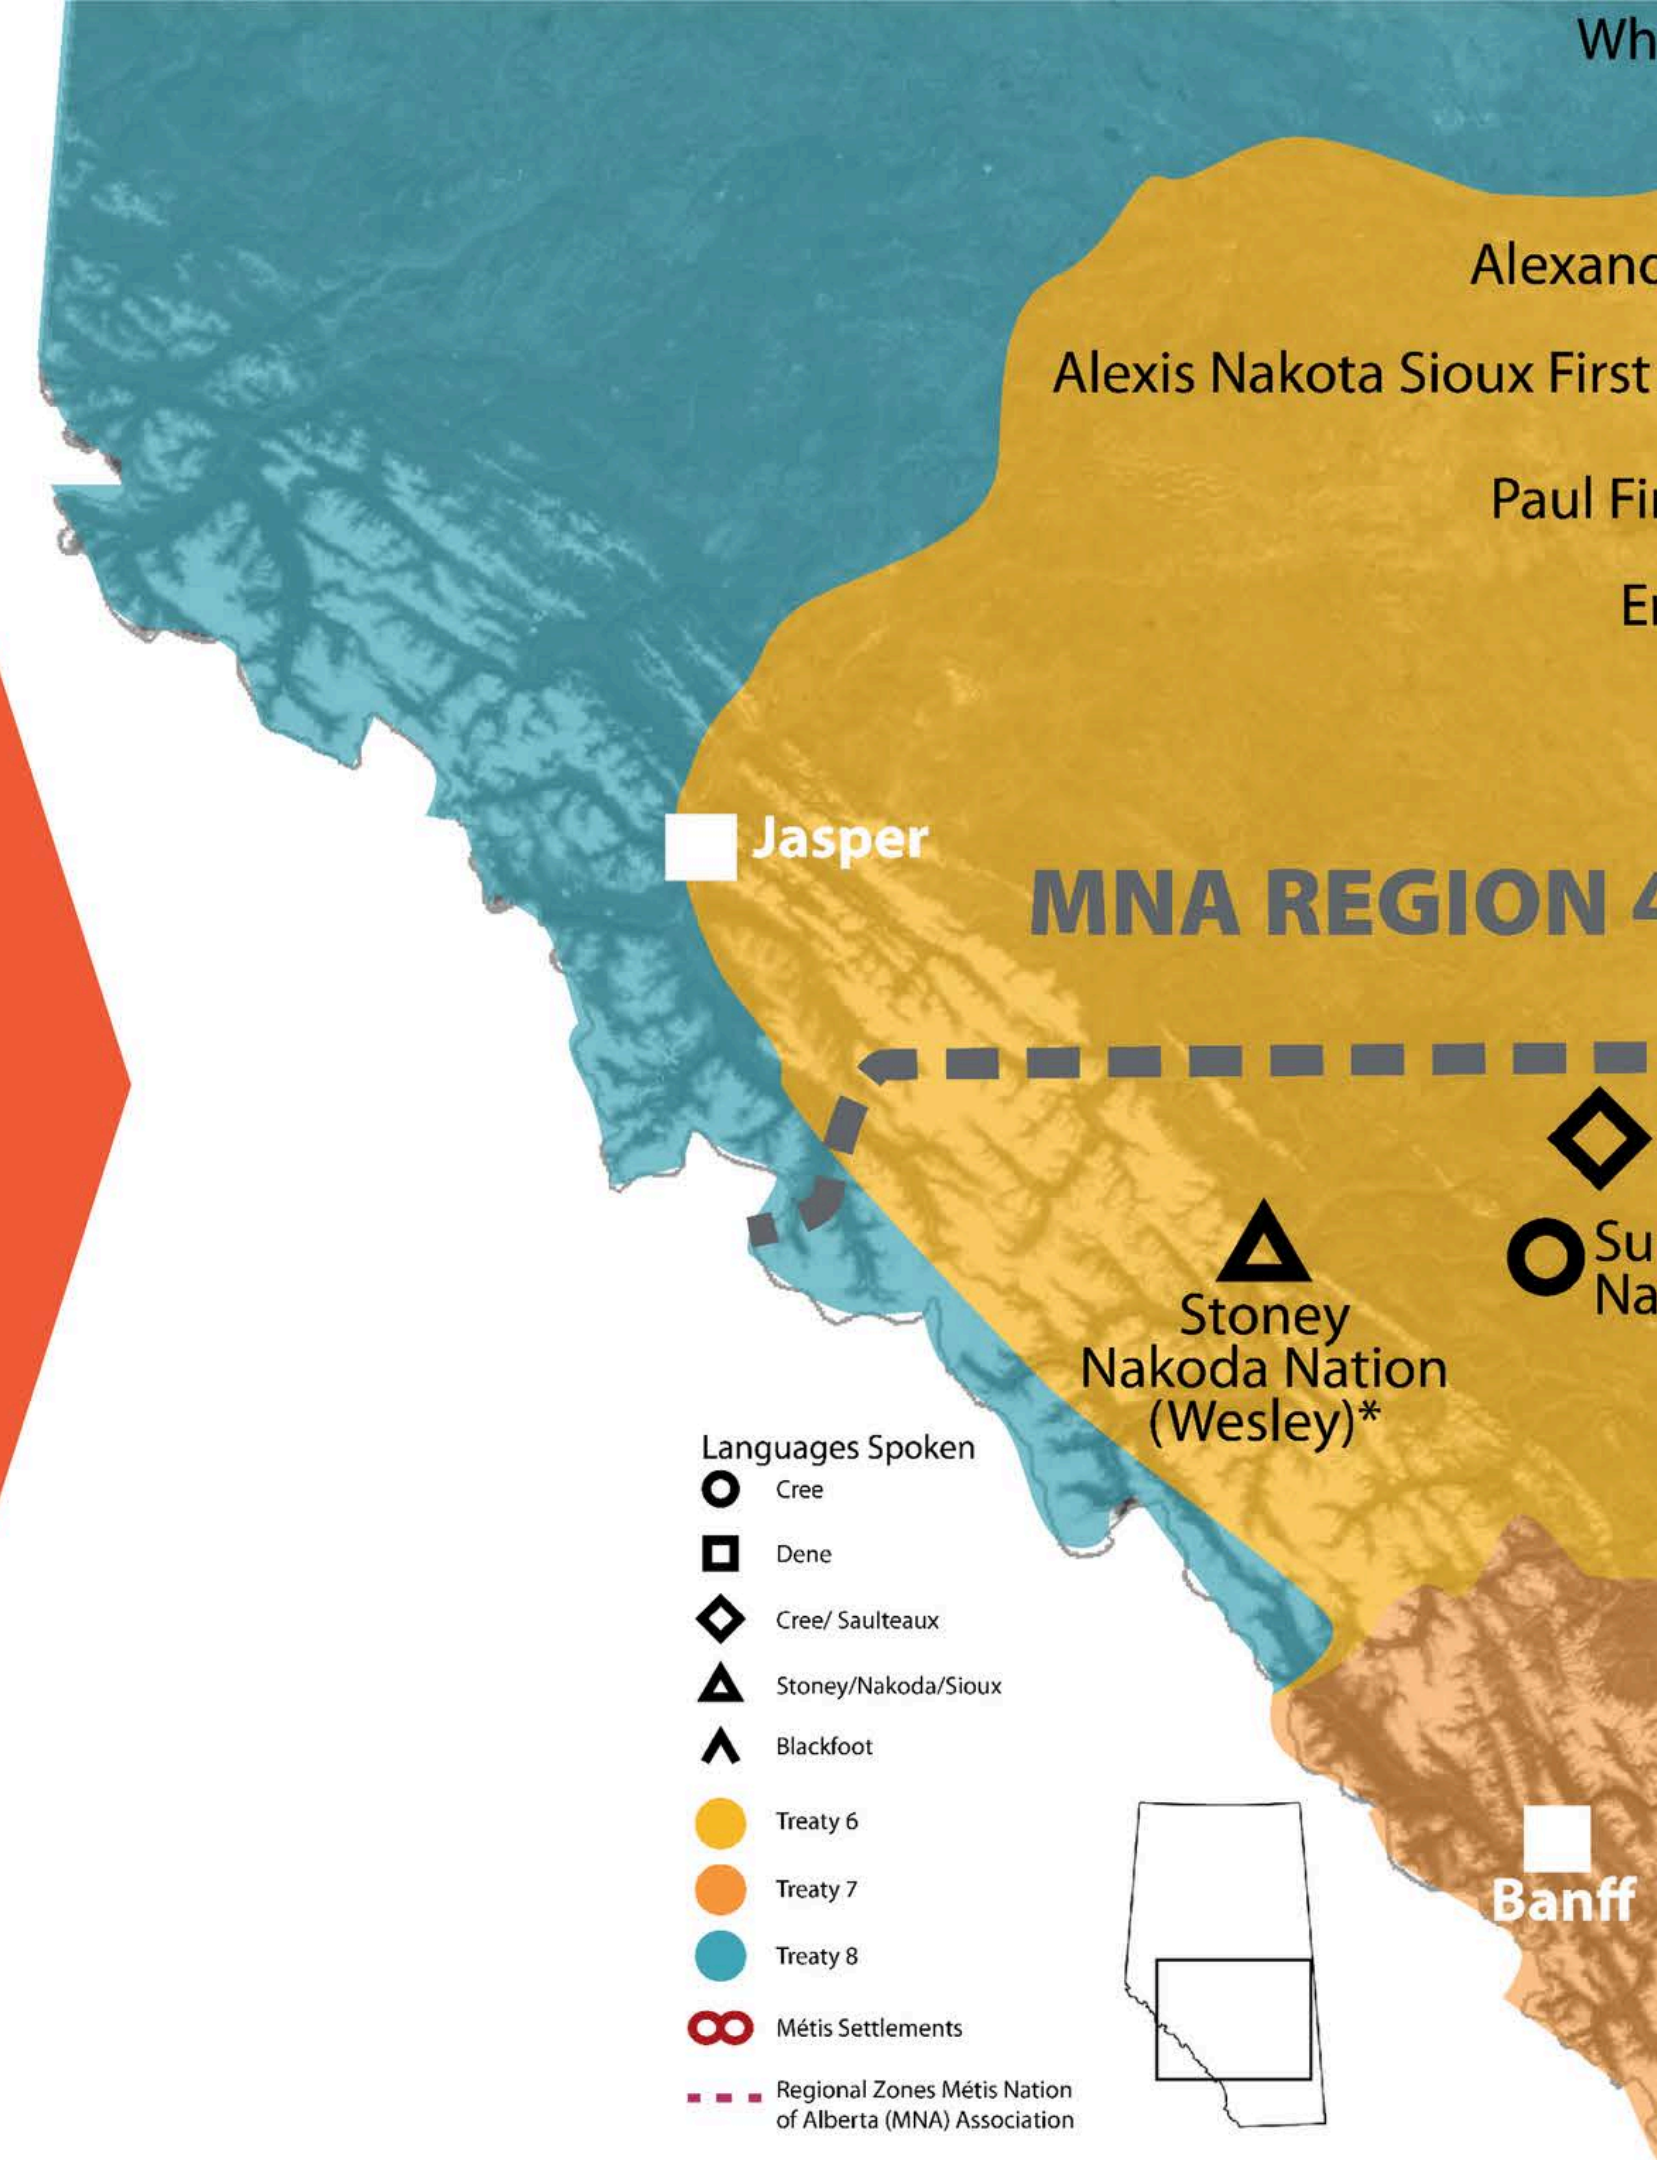 Wh
Alexand
Alexis Nakota Sioux First
Paul Fir
Jasper
MNA REGION 4
Su
Na
Stoney
Nakoda Nation
(Wesley)*
Languages Spoken
Cree
Dene
Cree/ Saulteaux
Stoney/Nakoda/Sioux
Blackfoot
Treaty 6
Treaty 7
Treaty 8
Banff
Métis Settlements
Regional Zones Métis Nation
of Alberta (MNA) Association